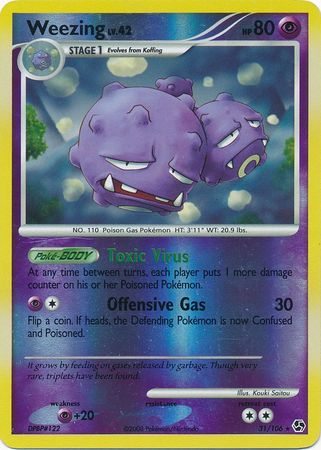 Weezing LV.42 HP 80
STAGE 1 Evolves from Koffing
NO. 110 Poison Gas Pokémon HT: 3'11" WT: 20.9 lbs.
Poké-BODY Toxic Virus
At any time between turns, each player puts 1 more damage
counter on his or her Poisoned Pokémon.
Offensive Gas 30
Flip a coin. If heads, the Defending Pokémon is now Confused
and Poisoned.
It grows by feeding on gases released by garbage. Though very
rare, triplets have been found.
Illus. Kouki Saitou
weakness resistance retreat cost
+20
DPBP#122 ©2008 Pokémon/Nintendo 31/106 ★